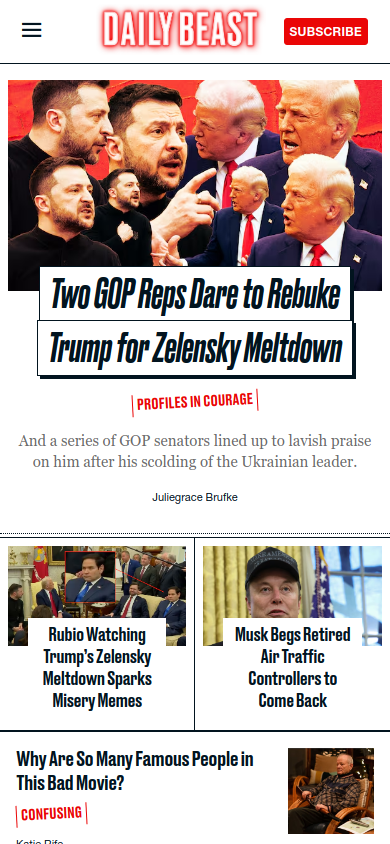 DAILY BEAST
SUBSCRIBE
Two GOP Reps Dare to Rebuke
Trump for Zelensky Meltdown
PROFILES IN COURAGE
And a series of GOP senators lined up to lavish praise
on him after his scolding of the Ukrainian leader.
Juliegrace Brufke
Rubio Watching
Trump’s Zelensky
Meltdown Sparks
Misery Memes
Musk Begs Retired
Air Traffic
Controllers to
Come Back
Why Are So Many Famous People in
This Bad Movie?
CONFUSING